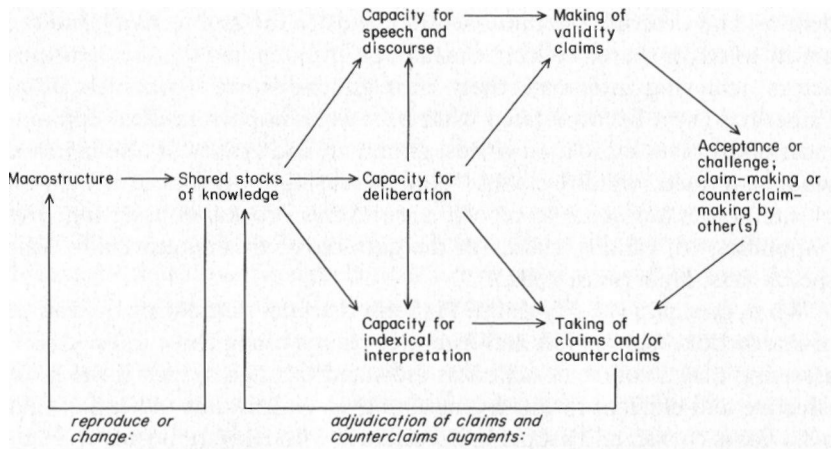 Capacity for
speech and
discourse
Making of
validity
claims
Macrostructure
Shared stocks
of knowledge
Capacity for
deliberation
Acceptance or
challenge;
claim-making or
counterclaim-
making by
other(s)
Capacity for
indexical
interpretation
Taking of
claims and/or
counterclaims
reproduce or
change:
adjudication of claims and
counterclaims augments: